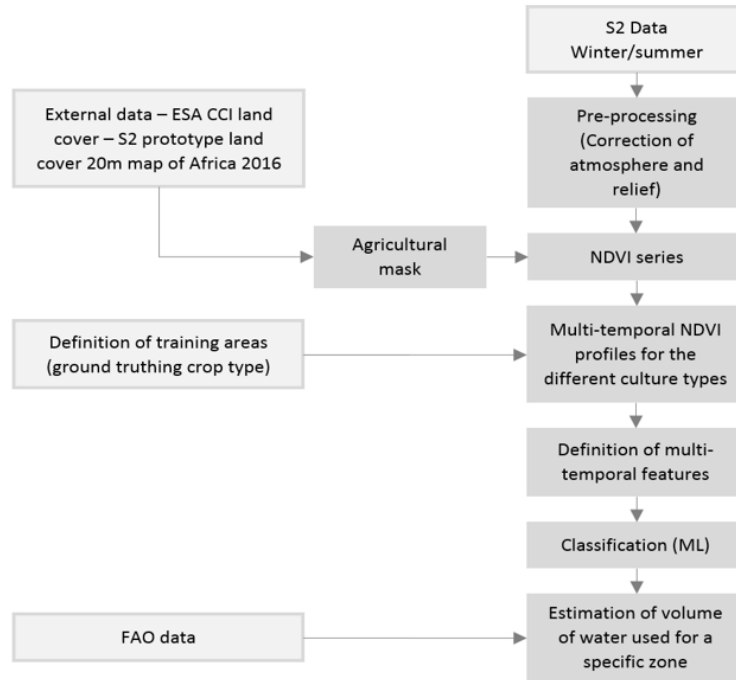 S2 Data
Winter/summer
External data – ESA CCI land
cover – S2 prototype land
cover 20m map of Africa 2016
Pre-processing
(Correction of
atmosphere and
relief)
Agricultural
mask
NDVI series
Definition of training areas
(ground truthing crop type)
Multi-temporal NDVI
profiles for the
different culture types
Definition of multi-
temporal features
Classification (ML)
FAO data
Estimation of volume
of water used for a
specific zone